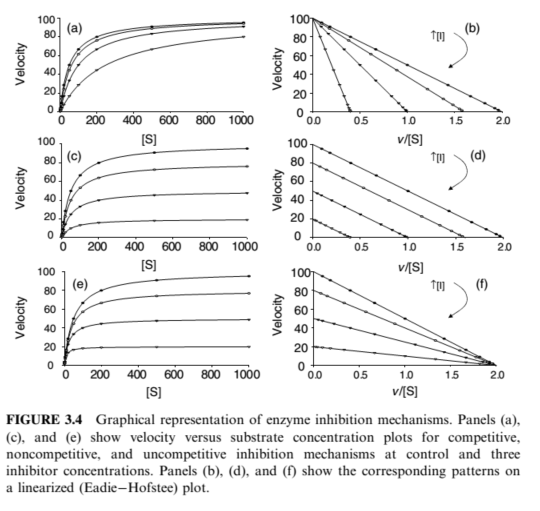 (a)
Velocity
100
80
60
40
20
0
0 200 400 600 800 1000
[S]
(b)
↑[I]
Velocity
100
80
60
40
20
0
0.0 0.5 1.0 1.5 2.0
v/[S]
(c)
Velocity
100
80
60
40
20
0
0 200 400 600 800 1000
[S]
(d)
↑[I]
Velocity
100
80
60
40
20
0
0.0 0.5 1.0 1.5 2.0
v/[S]
(e)
Velocity
100
80
60
40
20
0
0 200 400 600 800 1000
[S]
(f)
↑[I]
Velocity
100
80
60
40
20
0
0.0 0.5 1.0 1.5 2.0
v/[S]
FIGURE 3.4 Graphical representation of enzyme inhibition mechanisms. Panels (a),
(c), and (e) show velocity versus substrate concentration plots for competitive,
noncompetitive, and uncompetitive inhibition mechanisms at control and three
inhibitor concentrations. Panels (b), (d), and (f) show the corresponding patterns on
a linearized (Eadie−Hofstee) plot.